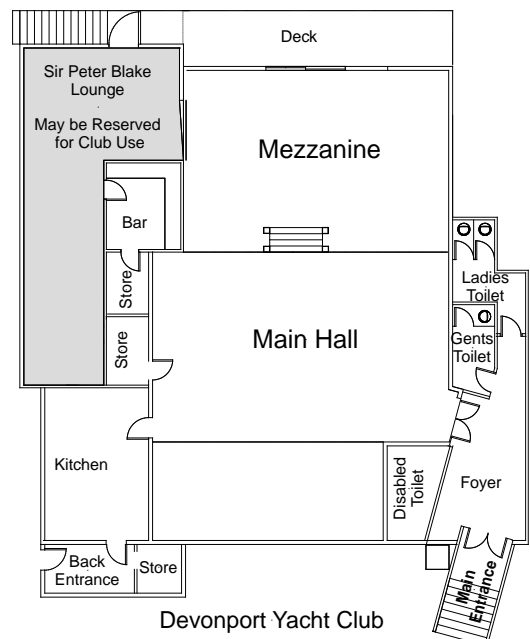 Deck
Sir Peter Blake
Lounge
May be Reserved
for Club Use
Mezzanine
Bar
Ladies
Toilet
Store
Main Hall
Gents
Toilet
Store
Kitchen
Disabled
Toilet
Foyer
Back
Entrance
Store
Main
Entrance
Devonport Yacht Club